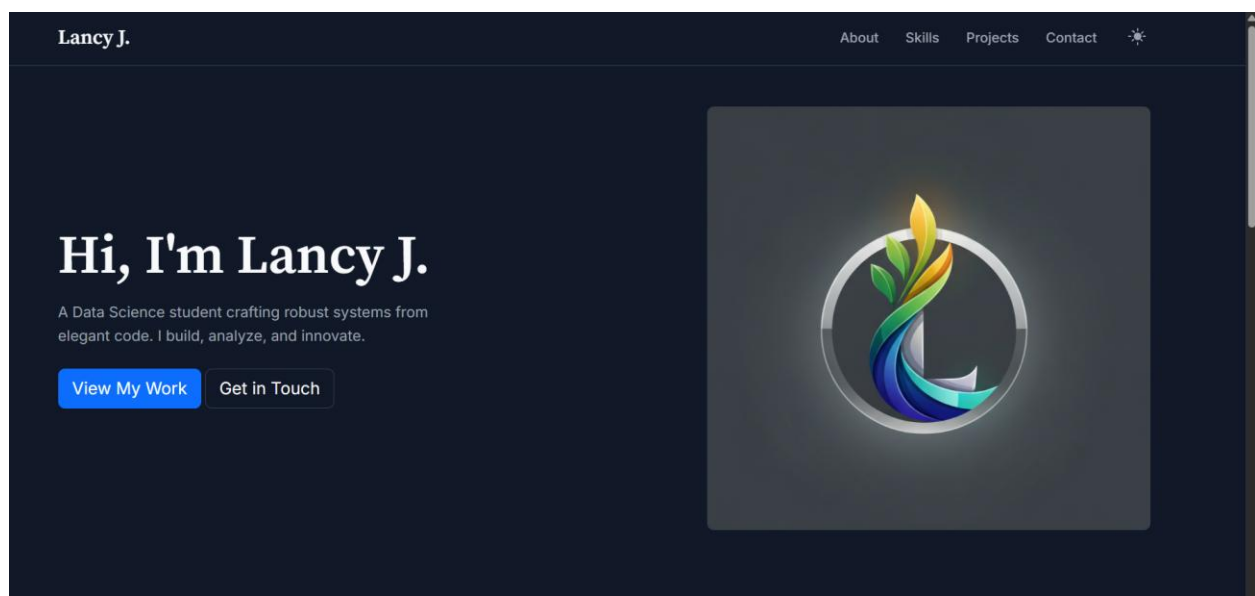 Lancy J.
About Skills Projects Contact
Hi, I'm Lancy J.
A Data Science student crafting robust systems from
elegant code. I build, analyze, and innovate.
View My Work Get in Touch
L